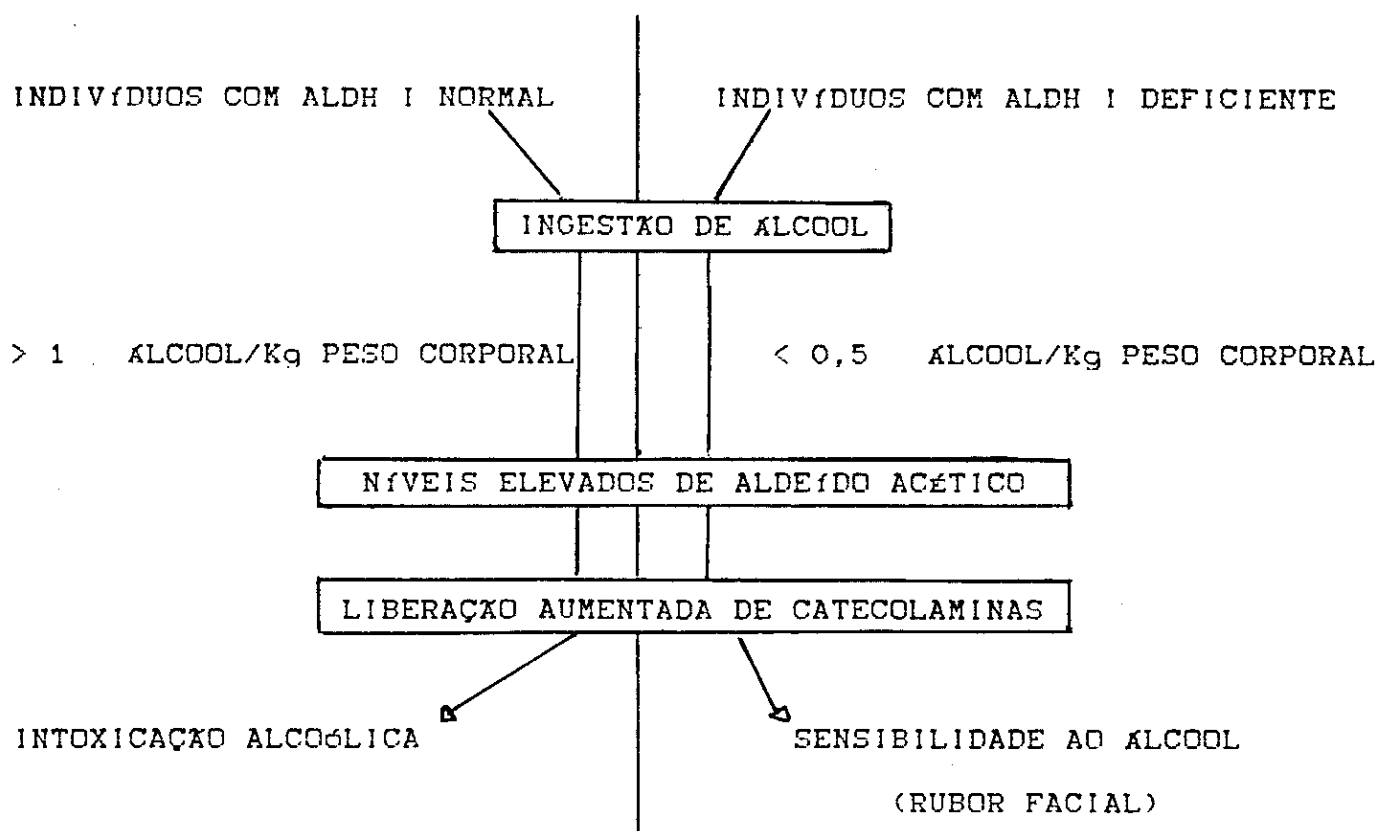 INDIVíDUOS COM ALDH I NORMAL
INDIVíDUOS COM ALDH I DEFICIENTE
INGESTÃO DE ÁLCOOL
> 1 ÁLCOOL/Kg PESO CORPORAL
< 0,5 ÁLCOOL/Kg PESO CORPORAL
NíVEIS ELEVADOS DE ALDEíDO ACÉTICO
LIBERAÇÃO AUMENTADA DE CATECOLAMINAS
INTOXICAÇÃO ALCOóLICA
SENSIBILIDADE AO ÁLCOOL
(RUBOR FACIAL)